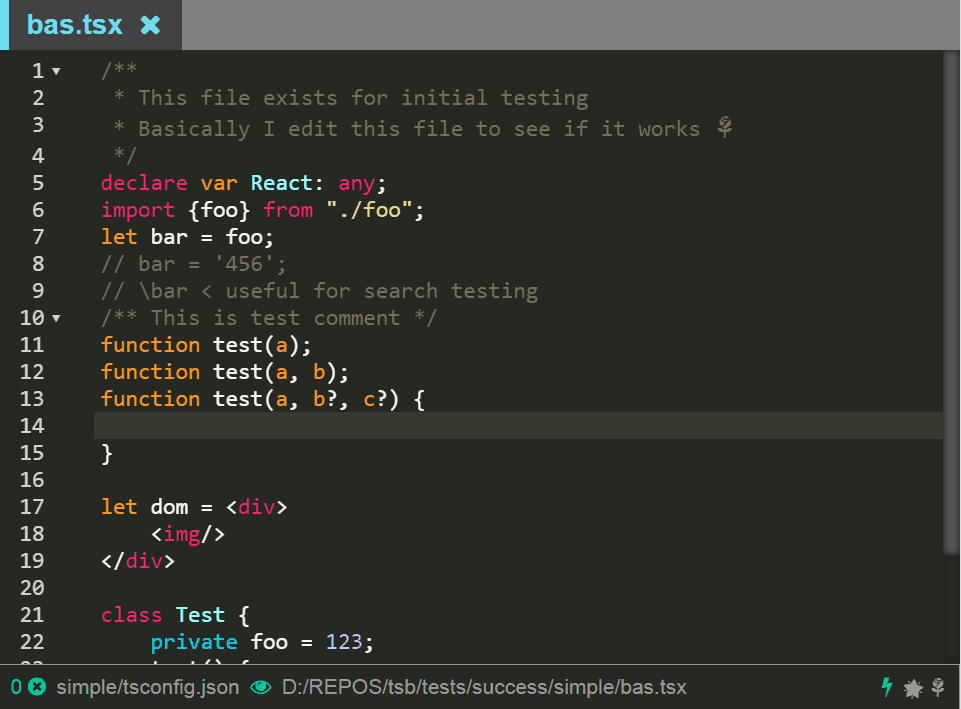 bas.tsx ✖
1 /**
2  * This file exists for initial testing
3  * Basically I edit this file to see if it works 🌹
4  */
5 declare var React: any;
6 import {foo} from "./foo";
7 let bar = foo;
8 // bar = '456';
9 // \bar < useful for search testing
10 /** This is test comment */
11 function test(a);
12 function test(a, b);
13 function test(a, b?, c?) {
14
15 }
16
17 let dom = <div>
18     <img/>
19 </div>
20
21 class Test {
22     private foo = 123;
0 simple/tsconfig.json D:/REPOS/tsb/tests/success/simple/bas.tsx